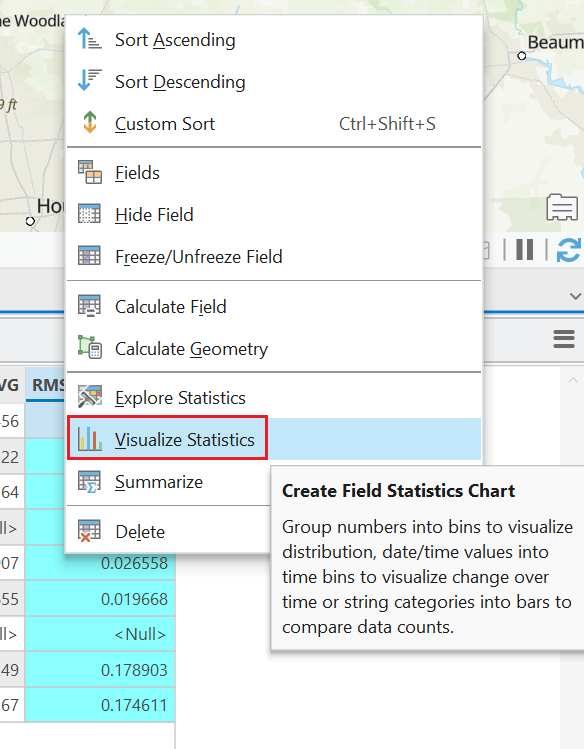 Woodla
Sort Ascending
Beaum
Sort Descending
9 ft
Custom Sort Ctrl+Shift+S
Fields
Hide Field
Hou
Freeze/Unfreeze Field
Calculate Field
Calculate Geometry
VG RMS
Explore Statistics
456
Visualize Statistics
22
Summarize
64
Create Field Statistics Chart
Group numbers into bins to visualize
distribution, date/time values into
time bins to visualize change over
time or string categories into bars to
compare data counts.
ll>
Delete
907 0.026558
555 0.019668
ll> <Null>
249 0.178903
67 0.174611